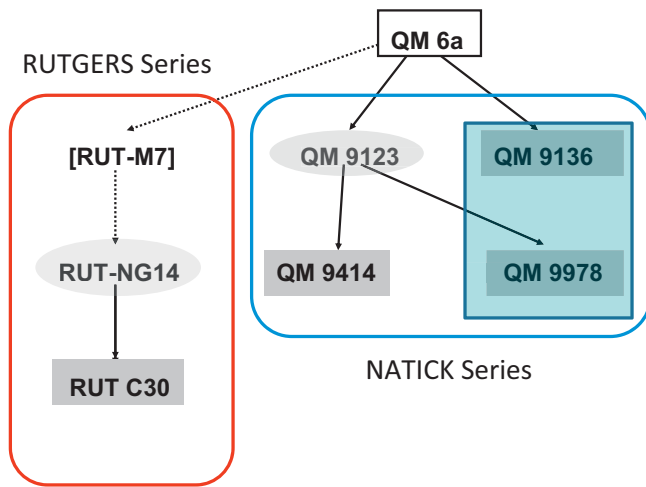 QM 6a
RUTGERS Series
[RUT-M7]
QM 9123
QM 9136
RUT-NG14
QM 9414
QM 9978
RUT C30
NATICK Series